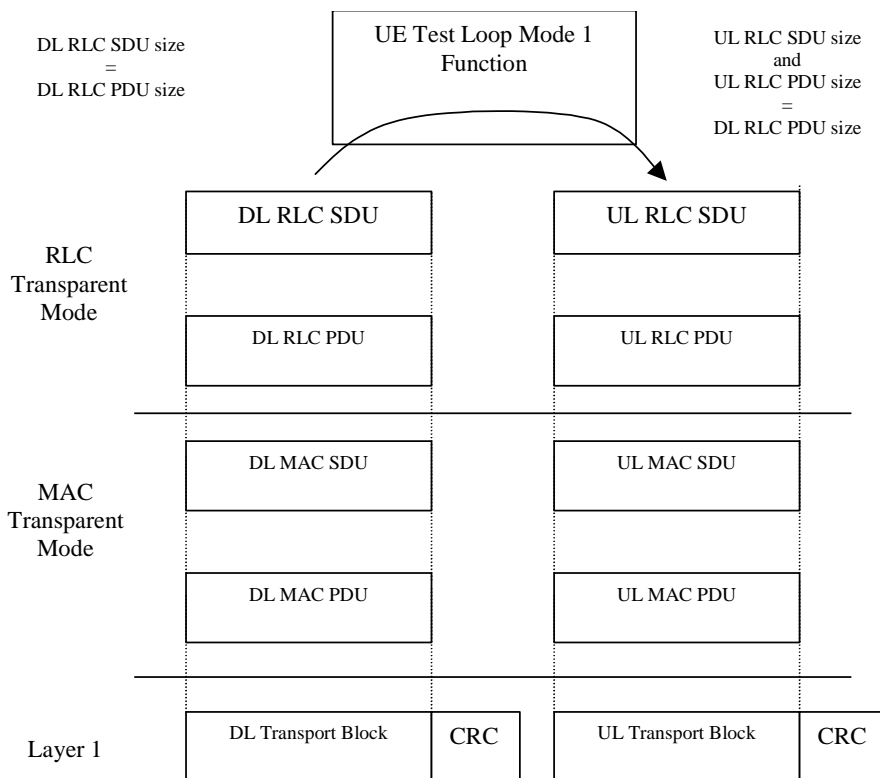 DL RLC SDU size
=
DL RLC PDU size
UE Test Loop Mode 1
Function
UL RLC SDU size
and
UL RLC PDU size
=
DL RLC PDU size
RLC
Transparent
Mode
DL RLC SDU
UL RLC SDU
DL RLC PDU
UL RLC PDU
MAC
Transparent
Mode
DL MAC SDU
UL MAC SDU
DL MAC PDU
UL MAC PDU
Layer 1
DL Transport Block
CRC
UL Transport Block
CRC